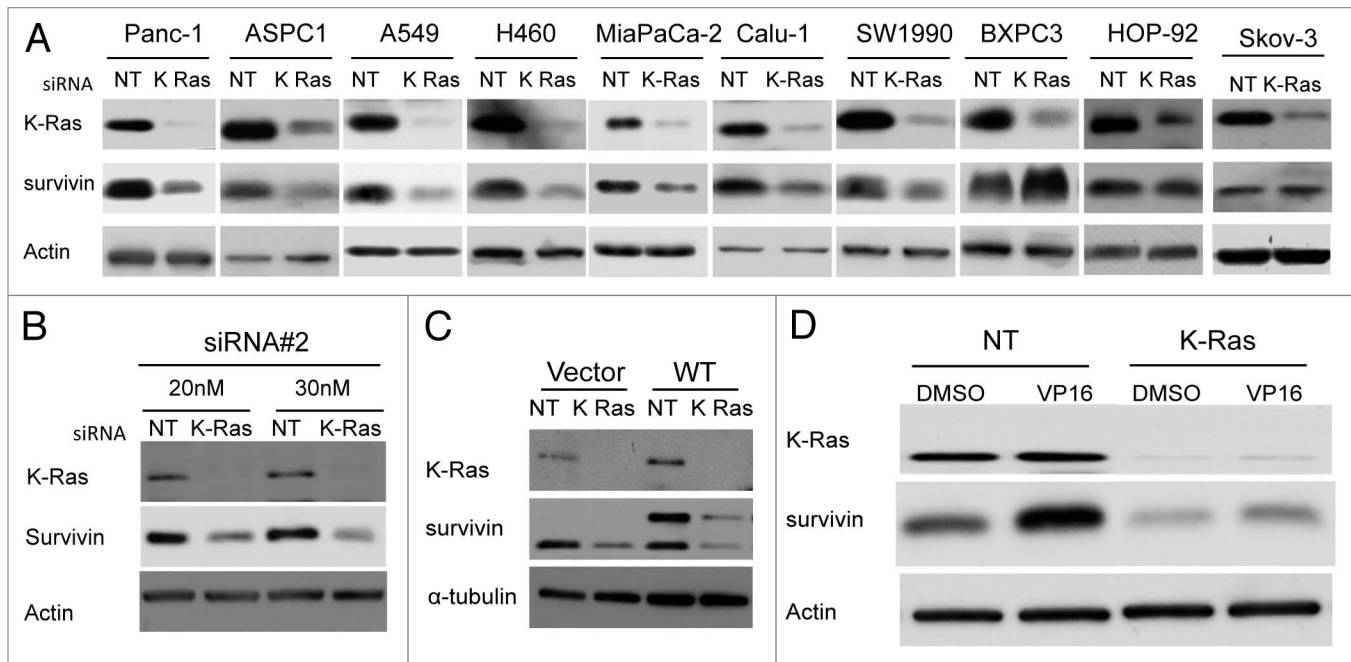 A
Panc-1 ASPC1 A549 H460 MiaPaCa-2 Calu-1 SW1990 BXPC3 HOP-92 Skov-3
siRNA NT K Ras NT K Ras NT K Ras NT K Ras NT K-Ras NT K-Ras NT K-Ras NT K Ras NT K Ras NT K-Ras
K-Ras
survivin
Actin
B
siRNA#2
20nM 30nM
siRNA NT K-Ras NT K-Ras
K-Ras
Survivin
Actin
C
Vector WT
NT K Ras NT K Ras
K-Ras
survivin
α-tubulin
D
NT K-Ras
DMSO VP16 DMSO VP16
K-Ras
survivin
Actin